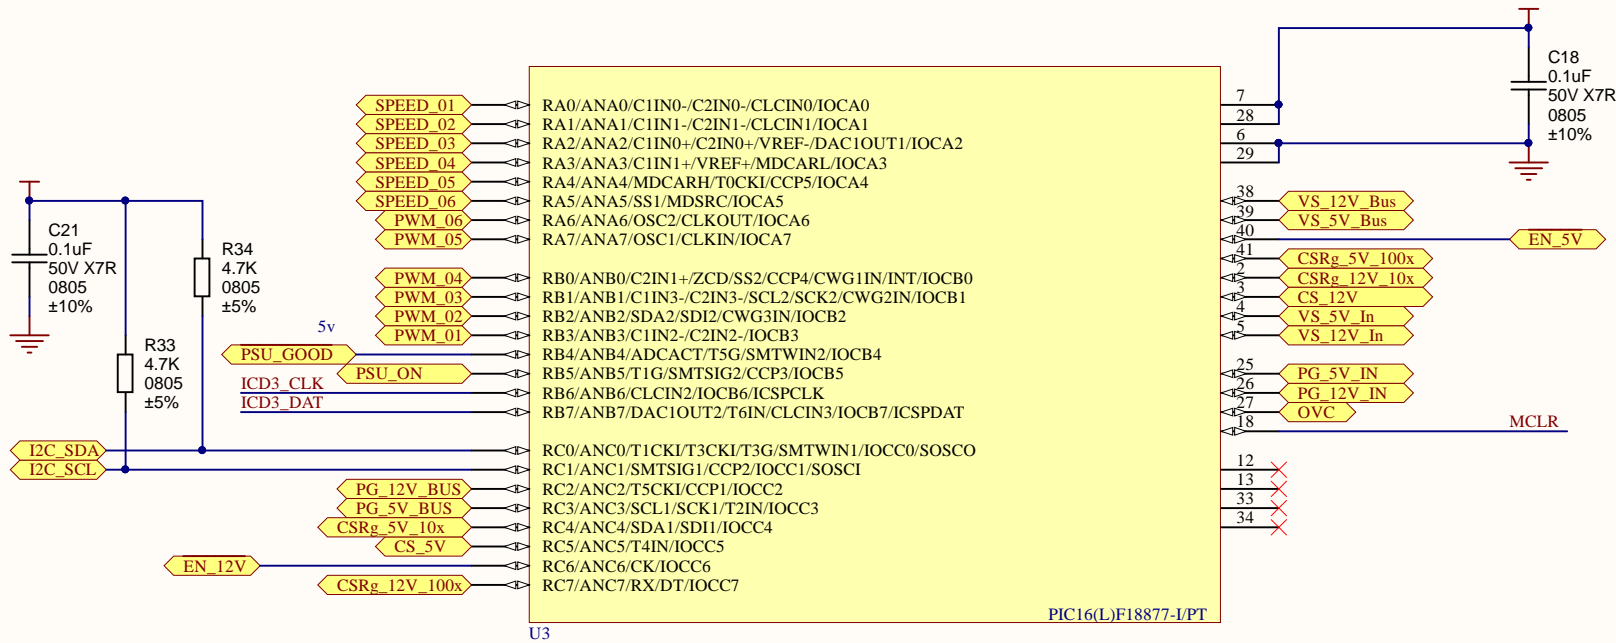 C18
0.1uF
50V X7R
0805
±10%
SPEED_01
SPEED_02
SPEED_03
SPEED_04
SPEED_05
SPEED_06
PWM_06
PWM_05
PWM_04
PWM_03
PWM_02
PWM_01
5v
PSU_GOOD
PSU_ON
ICD3_CLK
ICD3_DAT
I2C_SDA
I2C_SCL
PG_12V_BUS
PG_5V_BUS
CSRg_5V_10x
CS_5V
EN_12V
CSRg_12V_100x
C21
0.1uF
50V X7R
0805
±10%
R34
4.7K
0805
±5%
R33
4.7K
0805
±5%
RA0/ANA0/C1IN0-/C2IN0-/CLCIN0/IOCA0
RA1/ANA1/C1IN1-/C2IN1-/CLCIN1/IOCA1
RA2/ANA2/C1IN0+/C2IN0+/VREF-/DAC1OUT1/IOCA2
RA3/ANA3/C1IN1+/VREF+/MDCARL/IOCA3
RA4/ANA4/MDCARH/T0CKI/CCP5/IOCA4
RA5/ANA5/SS1/MDSRC/IOCA5
RA6/ANA6/OSC2/CLKOUT/IOCA6
RA7/ANA7/OSC1/CLKIN/IOCA7
RB0/ANB0/C2IN1+/ZCD/SS2/CCP4/CWG1IN/INT/IOCB0
RB1/ANB1/C1IN3-/C2IN3-/SCL2/SCK2/CWG2IN/IOCB1
RB2/ANB2/SDA2/SDI2/CWG3IN/IOCB2
RB3/ANB3/C1IN2-/C2IN2-/IOCB3
RB4/ANB4/ADCACT/T5G/SMTWIN2/IOCB4
RB5/ANB5/T1G/SMTSIG2/CCP3/IOCB5
RB6/ANB6/CLCIN2/IOCB6/ICSPCLK
RB7/ANB7/DAC1OUT2/T6IN/CLCIN3/IOCB7/ICSPDAT
RC0/ANC0/T1CKI/T3CKI/T3G/SMTWIN1/IOCC0/SOSCO
RC1/ANC1/SMTSIG1/CCP2/IOCC1/SOSCI
RC2/ANC2/T5CKI/CCP1/IOCC2
RC3/ANC3/SCL1/SCK1/T2IN/IOCC3
RC4/ANC4/SDA1/SDI1/IOCC4
RC5/ANC5/T4IN/IOCC5
RC6/ANC6/CK/IOCC6
RC7/ANC7/RX/DT/IOCC7
7
28
6
29
38 VS_12V_Bus
39 VS_5V_Bus
40 EN_5V
41 CSRg_5V_100x
2 CSRg_12V_10x
3 CS_12V
4 VS_5V_In
5 VS_12V_In
25 PG_5V_IN
26 PG_12V_IN
27 OVC
18 MCLR
12
13
33
34
PIC16(L)F18877-I/PT
U3